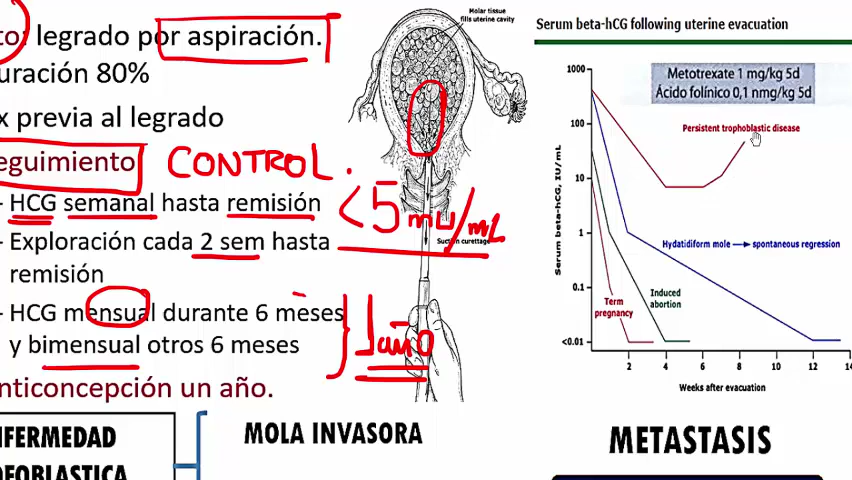 legrado por aspiración.
uración 80%
x previa al legrado
eguimiento CONTROL.
- HCG semanal hasta remisión < 5 mU/mL
- Exploración cada 2 sem hasta
remisión
- HCG mensual durante 6 meses
y bimensual otros 6 meses
1 año
nticoncepción un año.
Molar tissue
fills uterine cavity
Suction curettage
Serum beta-hCG following uterine evacuation
Metotrexate 1 mg/kg 5d
Ácido folínico 0,1 nmg/kg 5d
Persistent trophoblastic disease
Hydatidiform mole → spontaneous regression
Induced
abortion
Term
pregnancy
Serum beta-hCG, IU/mL
1000
100
10
1
0.1
<0.01
2 4 6 8 10 12 14
Weeks after evacuation
NFERMEDAD
OFOBLASTICA
MOLA INVASORA
METASTASIS